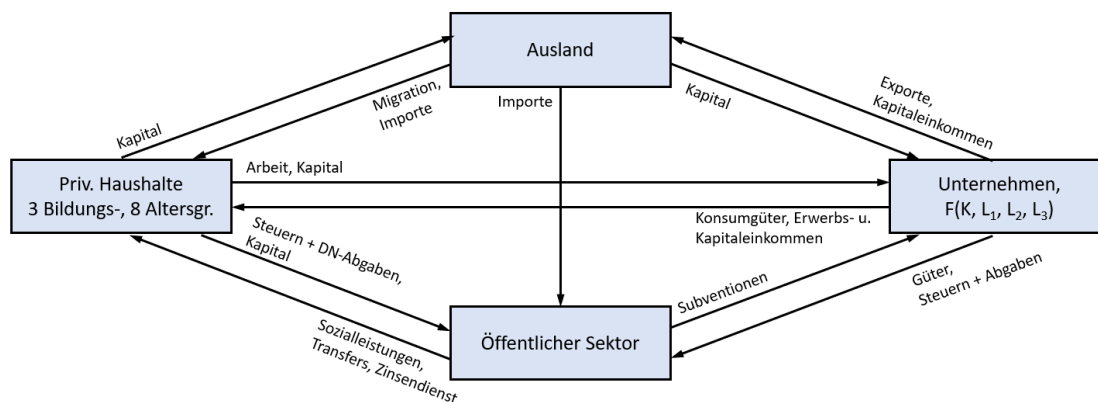 Ausland
Kapital
Migration,
Importe
Importe
Kapital
Exporte,
Kapitaleinkommen
Priv. Haushalte
3 Bildungs-, 8 Altersgr.
Arbeit, Kapital
Unternehmen,
F(K, L₁, L₂, L₃)
Konsumgüter, Erwerbs- u.
Kapitaleinkommen
Steuern + DN-Abgaben,
Kapital
Subventionen
Güter,
Steuern + Abgaben
Öffentlicher Sektor
Sozialleistungen,
Transfers, Zinsendienst